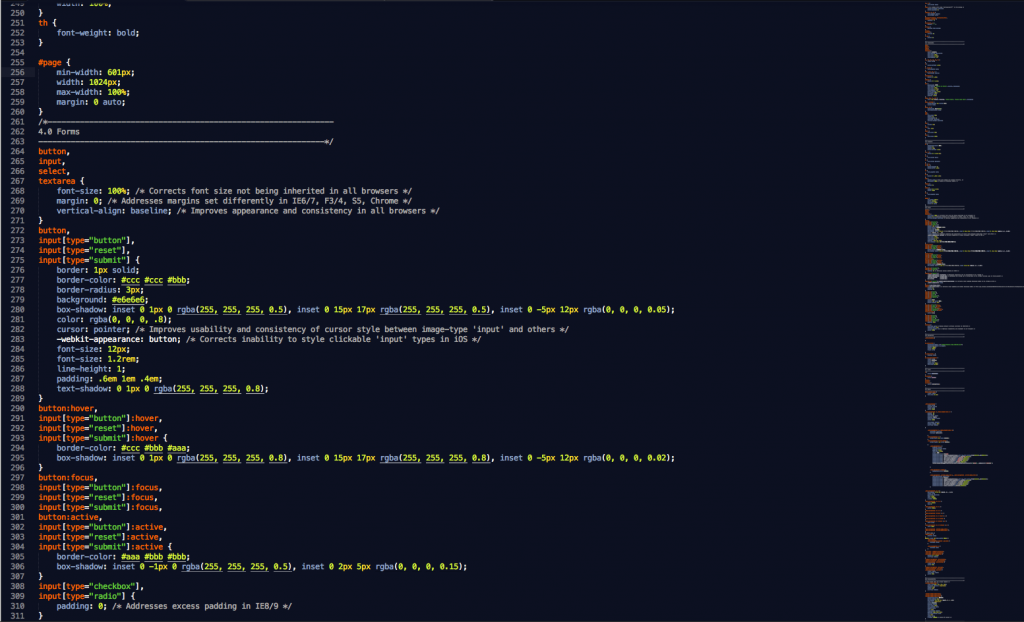 250 }
251 th {
252 font-weight: bold;
253 }
254
255 #page {
256 min-width: 601px;
257 width: 1024px;
258 max-width: 100%;
259 margin: 0 auto;
260 }
261 /*--------------------------------------------------------------
262 4.0 Forms
263 --------------------------------------------------------------*/
264 button,
265 input,
266 select,
267 textarea {
268 font-size: 100%; /* Corrects font size not being inherited in all browsers */
269 margin: 0; /* Addresses margins set differently in IE6/7, F3/4, S5, Chrome */
270 vertical-align: baseline; /* Improves appearance and consistency in all browsers */
271 }
272 button,
273 input[type="button"],
274 input[type="reset"],
275 input[type="submit"] {
276 border: 1px solid;
277 border-color: #ccc #ccc #bbb;
278 border-radius: 3px;
279 background: #e6e6e6;
280 box-shadow: inset 0 1px 0 rgba(255, 255, 255, 0.5), inset 0 15px 17px rgba(255, 255, 255, 0.5), inset 0 -5px 12px rgba(0, 0, 0, 0.05);
281 color: rgba(0, 0, 0, .8);
282 cursor: pointer; /* Improves usability and consistency of cursor style between image-type 'input' and others */
283 -webkit-appearance: button; /* Corrects inability to style clickable 'input' types in iOS */
284 font-size: 12px;
285 font-size: 1.2rem;
286 line-height: 1;
287 padding: .6em 1em .4em;
288 text-shadow: 0 1px 0 rgba(255, 255, 255, 0.8);
289 }
290 button:hover,
291 input[type="button"]:hover,
292 input[type="reset"]:hover,
293 input[type="submit"]:hover {
294 border-color: #ccc #bbb #aaa;
295 box-shadow: inset 0 1px 0 rgba(255, 255, 255, 0.8), inset 0 15px 17px rgba(255, 255, 255, 0.8), inset 0 -5px 12px rgba(0, 0, 0, 0.02);
296 }
297 button:focus,
298 input[type="button"]:focus,
299 input[type="reset"]:focus,
300 input[type="submit"]:focus,
301 button:active,
302 input[type="button"]:active,
303 input[type="reset"]:active,
304 input[type="submit"]:active {
305 border-color: #aaa #bbb #bbb;
306 box-shadow: inset 0 -1px 0 rgba(255, 255, 255, 0.5), inset 0 2px 5px rgba(0, 0, 0, 0.15);
307 }
308 input[type="checkbox"],
309 input[type="radio"] {
310 padding: 0; /* Addresses excess padding in IE8/9 */
311 }